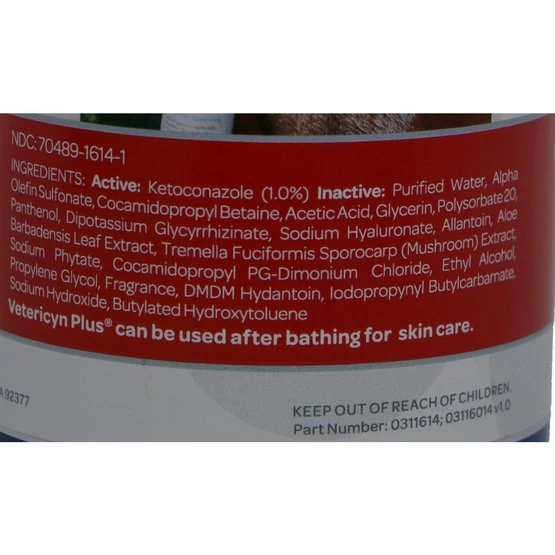 NDC: 70489-1614-1
INGREDIENTS: Active: Ketoconazole (1.0%) Inactive: Purified Water, Alpha
Olefin Sulfonate, Cocamidopropyl Betaine, Acetic Acid, Glycerin, Polysorbate 20,
Panthenol, Dipotassium Glycyrrhizinate, Sodium Hyaluronate, Allantoin, Aloe
Barbadensis Leaf Extract, Tremella Fuciformis Sporocarp (Mushroom) Extract,
Sodium Phytate, Cocamidopropyl PG-Dimonium Chloride, Ethyl Alcohol,
Propylene Glycol, Fragrance, DMDM Hydantoin, Iodopropynyl Butylcarbamate,
Sodium Hydroxide, Butylated Hydroxytoluene
Vetericyn Plus® can be used after bathing for skin care.
A 92377
KEEP OUT OF REACH OF CHILDREN.
Part Number: 0311614; 03116014 v1.0